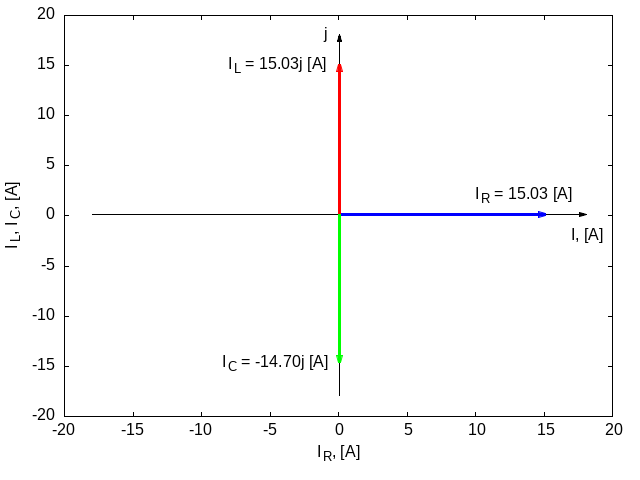 20
j
I L = 15.03j [A]
15
10
5
I R = 15.03 [A]
0
I, [A]
I L, I C, [A]
-5
-10
I C = -14.70j [A]
-15
-20
-20 -15 -10 -5 0 5 10 15 20
I R, [A]